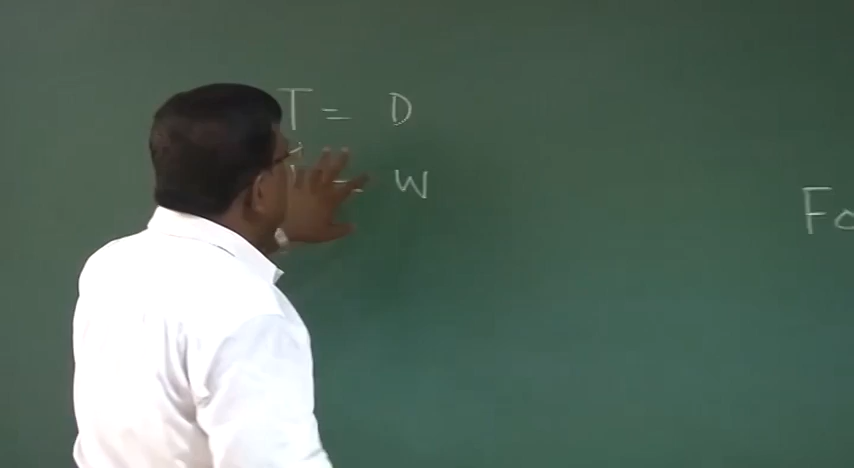 T = D
= W
Fo